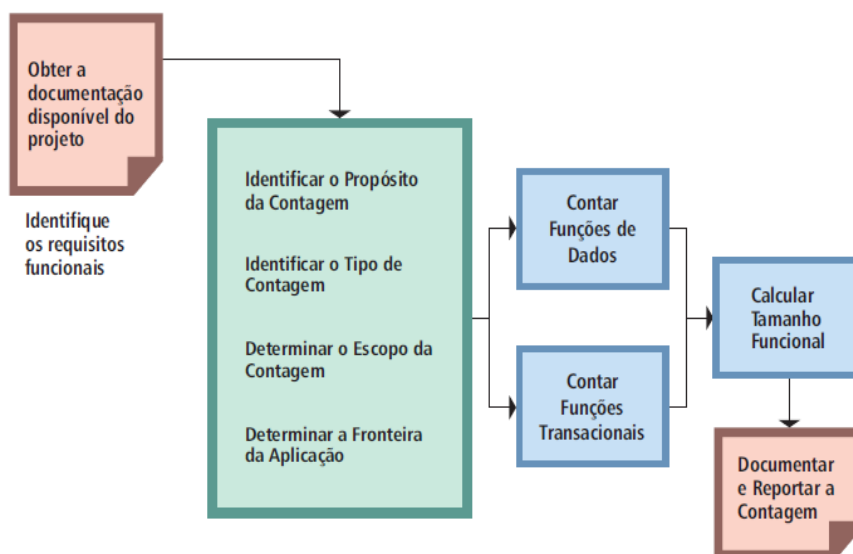 Obter a
documentação
disponível do
projeto
Identifique
os requisitos
funcionais
Identificar o Propósito
da Contagem
Identificar o Tipo de
Contagem
Determinar o Escopo da
Contagem
Determinar a Fronteira
da Aplicação
Contar
Funções de
Dados
Contar
Funções
Transacionais
Calcular
Tamanho
Funcional
Documentar
e Reportar a
Contagem